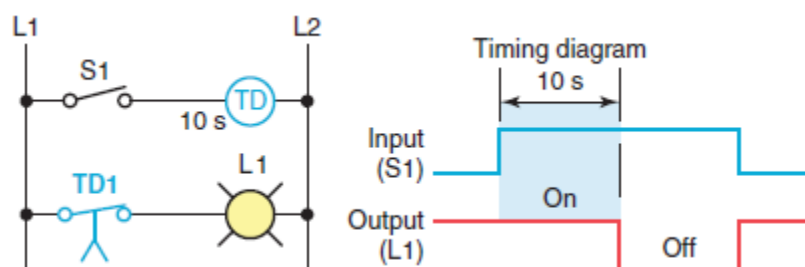 L1
L2
S1
TD
10 s
TD1
L1
Timing diagram
10 s
Input
(S1)
On
Output
(L1)
Off